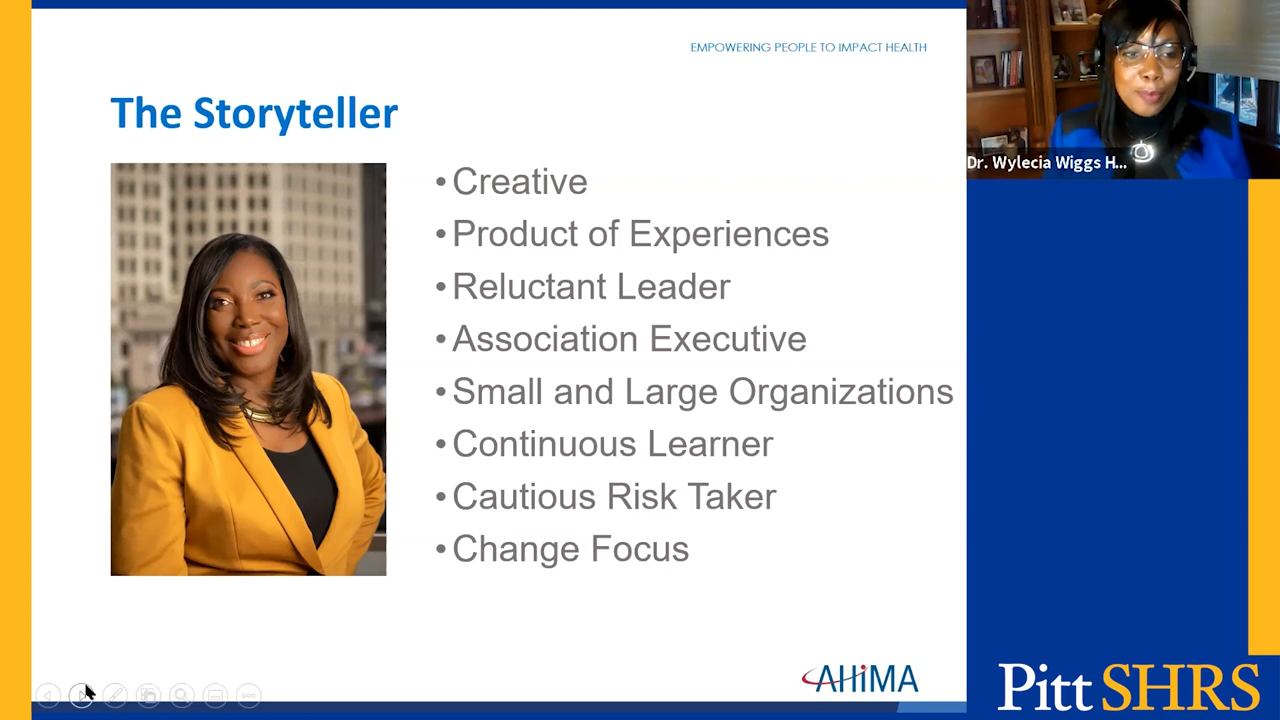 EMPOWERING PEOPLE TO IMPACT HEALTH
The Storyteller
•Creative
•Product of Experiences
•Reluctant Leader
•Association Executive
•Small and Large Organizations
•Continuous Learner
•Cautious Risk Taker
•Change Focus
AHIMA
Dr. Wylecia Wiggs H...
Pitt SHRS